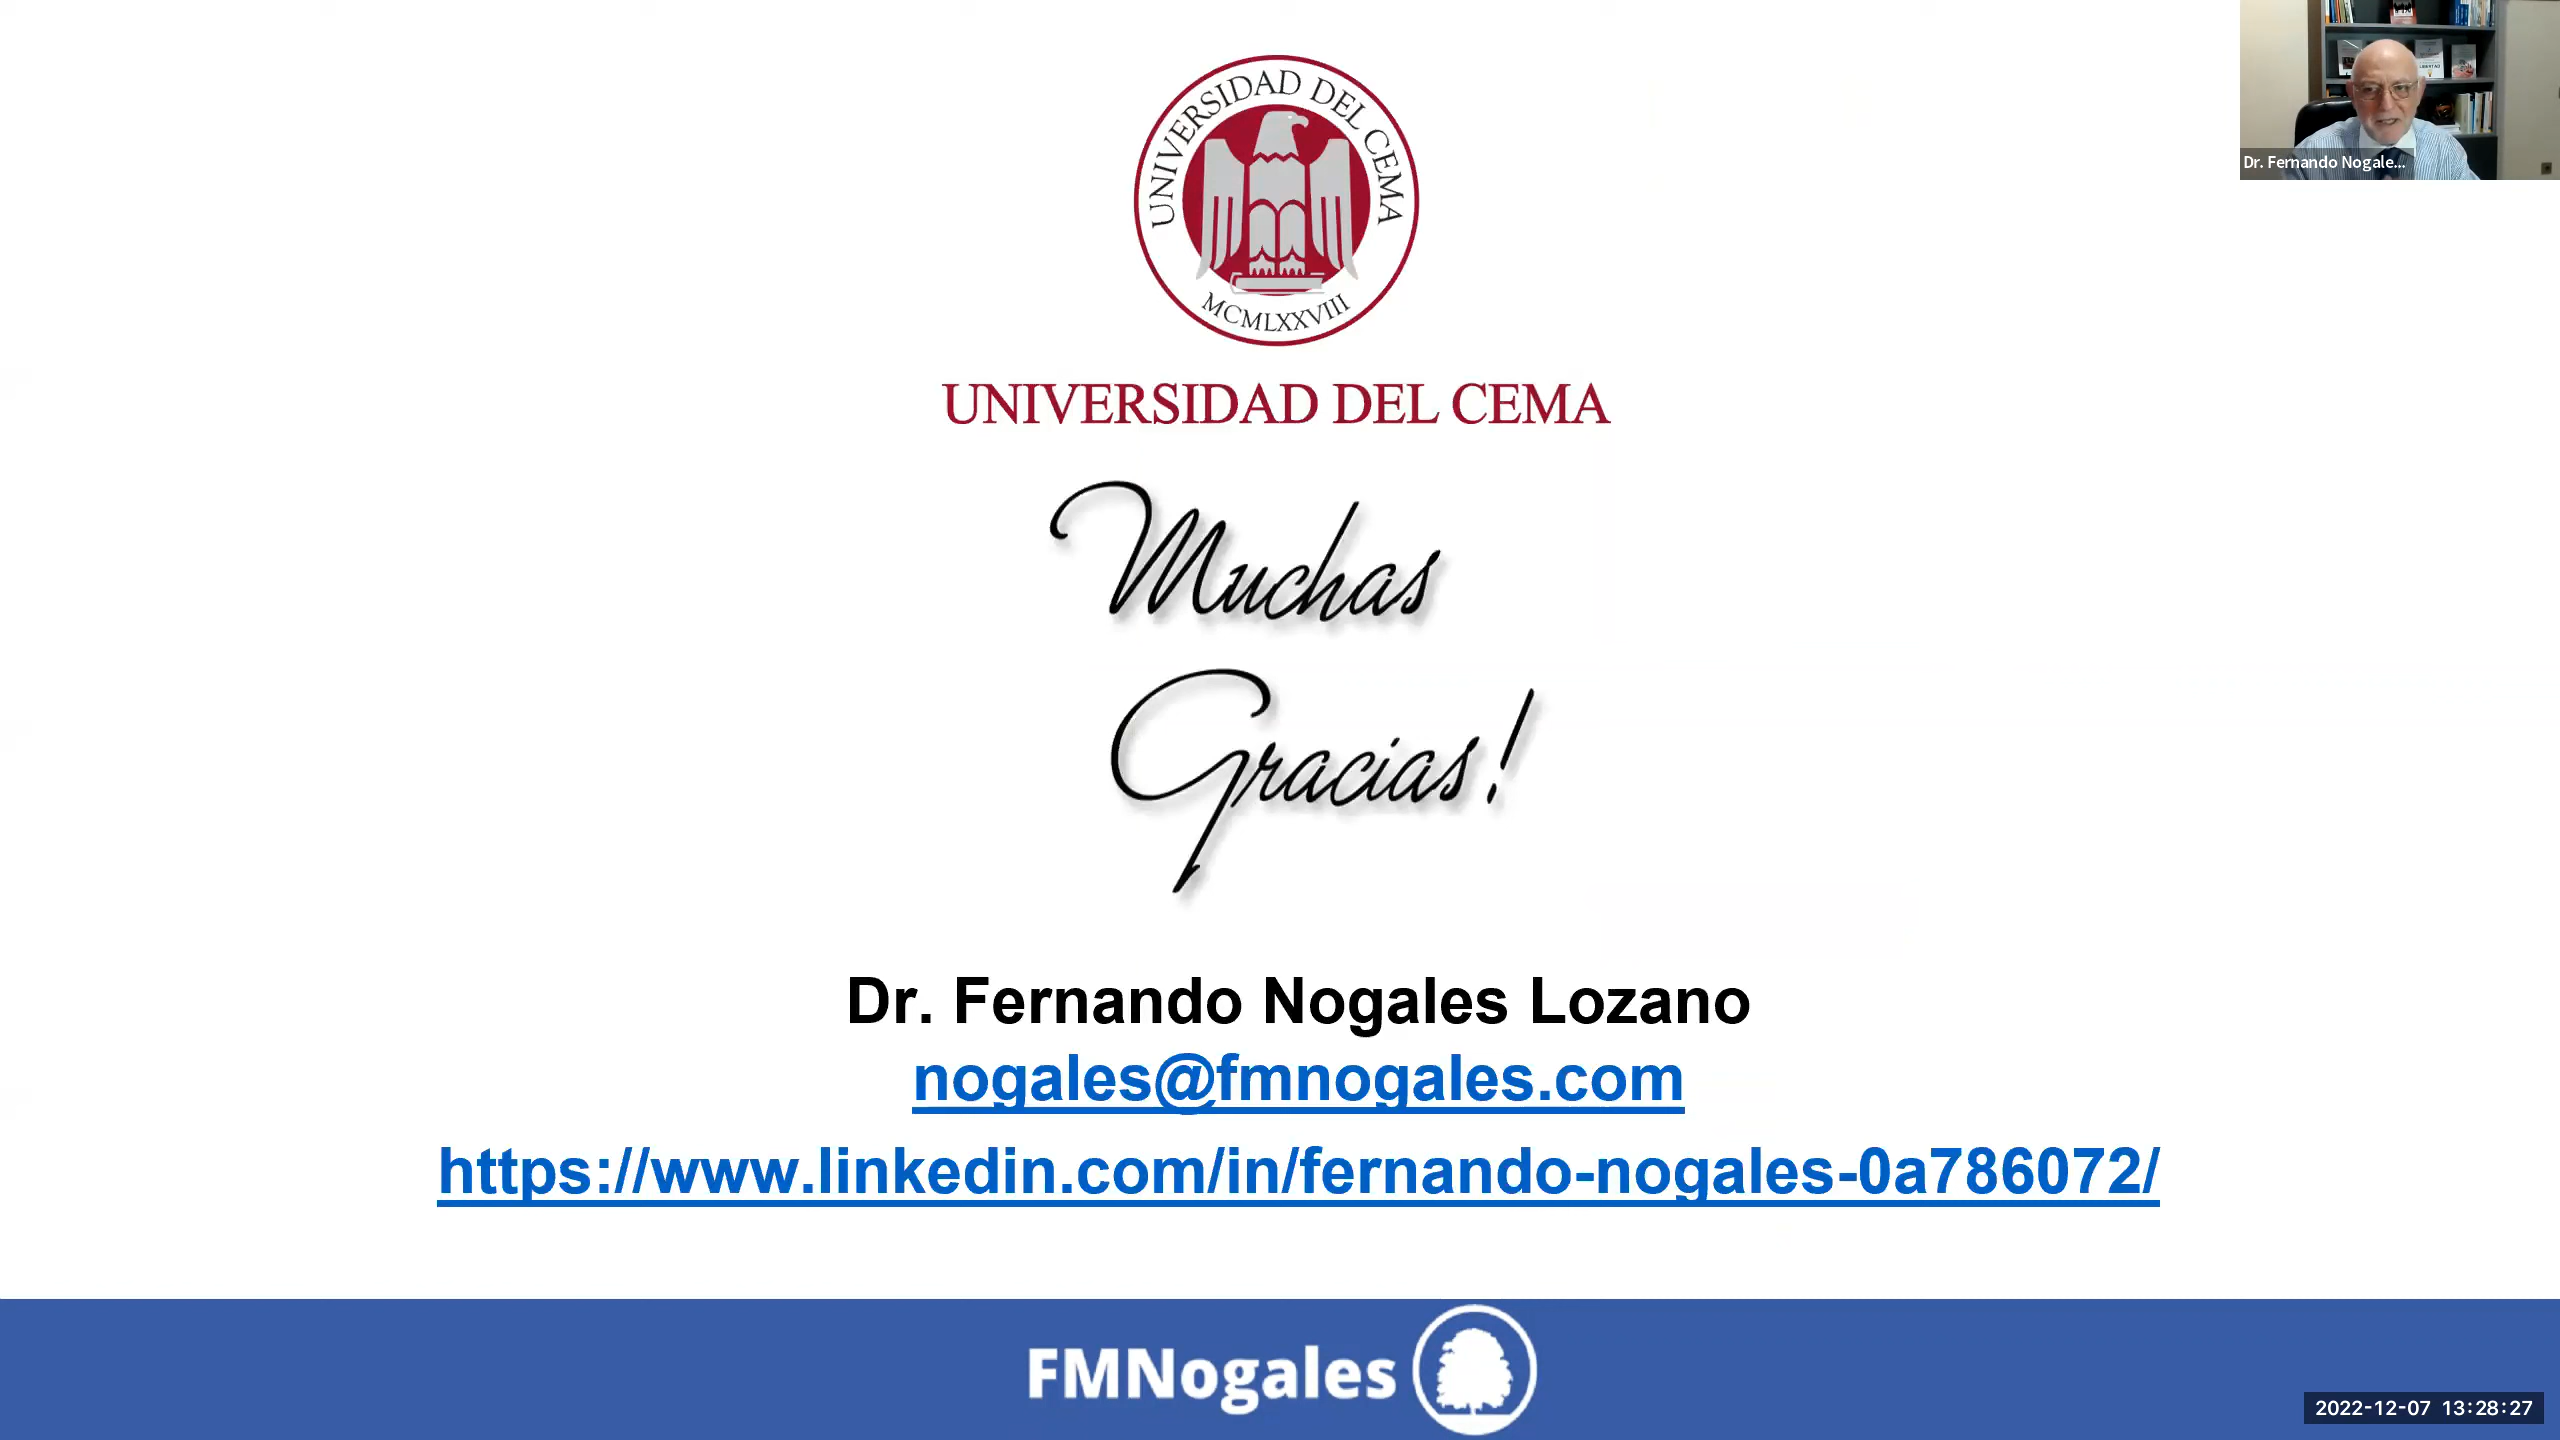 UNIVERSIDAD DEL CEMA
MCMLXXVIII
Dr. Fernando Nogale...
UNIVERSIDAD DEL CEMA
Muchas
Gracias!
Dr. Fernando Nogales Lozano
nogales@fmnogales.com
https://www.linkedin.com/in/fernando-nogales-0a786072/
FMNogales
2022-12-07 13:28:27